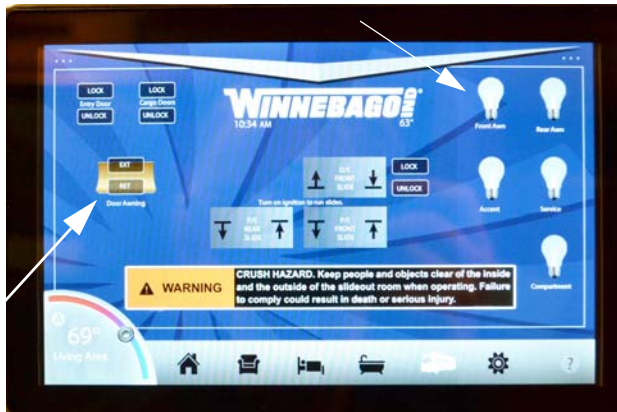 LOCK
Entry Door
UNLOCK
LOCK
Cargo Doors
UNLOCK
WINNEBAGO IND
10:34 AM
63°
Front Awn
Rear Awn
EXT
RET
Door Awning
D/S
FRONT
SLIDE
LOCK
UNLOCK
Turn on ignition to run slides.
P/S
REAR
SLIDE
P/S
FRONT
SLIDE
Accent
Service
Compartment
WARNING
CRUSH HAZARD. Keep people and objects clear of the inside
and the outside of the slideout room when operating. Failure
to comply could result in death or serious injury.
69°
Living Area
?